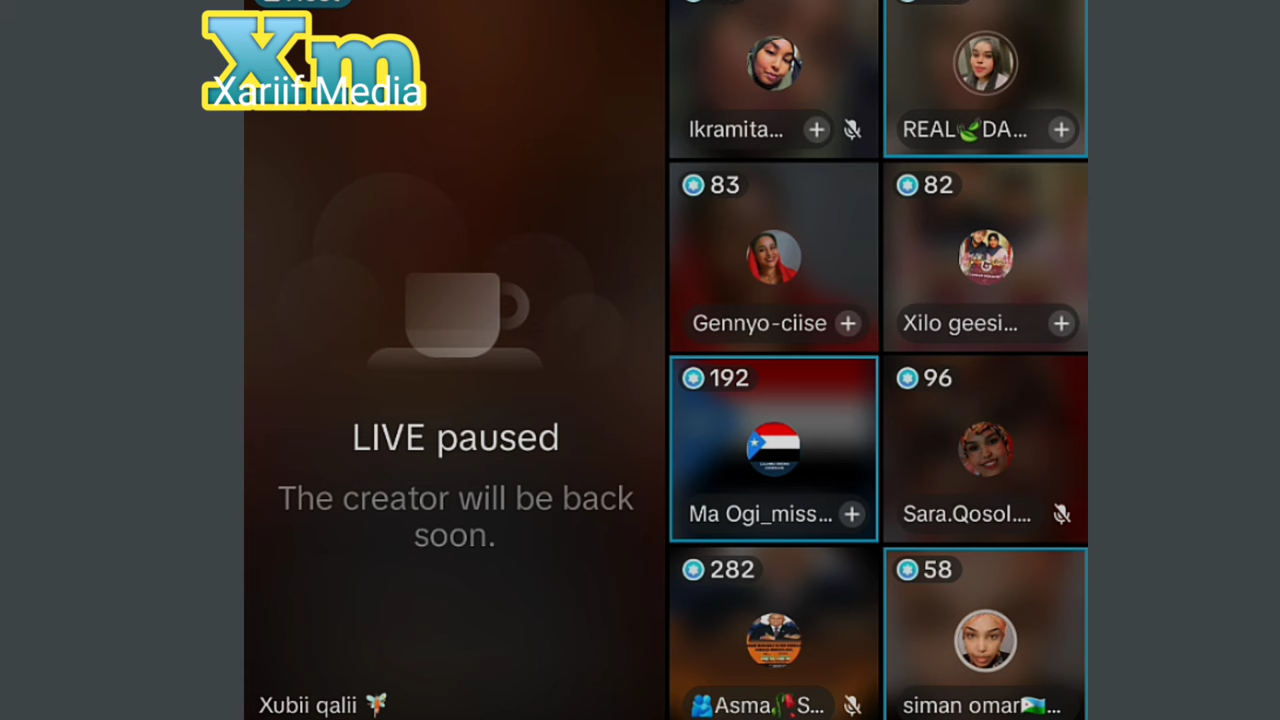 Xm
Xariif Media
LIVE paused
The creator will be back
soon.
Xubii qalii
Ikramita...
REAL🍃DA...
83
82
Gennyo-ciise
Xilo geesi...
192
96
Ma Ogi_miss...
Sara.Qosol....
282
58
🫂Asma🥀S...
siman omar🇩🇯...